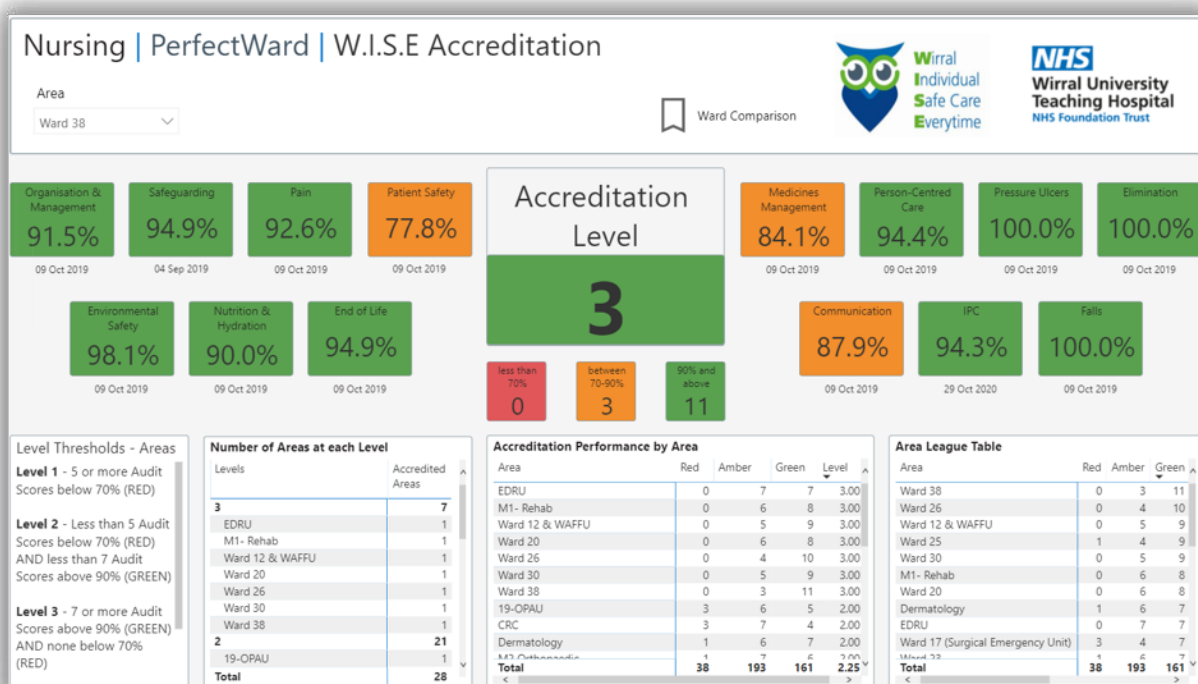 Nursing | PerfectWard | W.I.S.E Accreditation
Area
Ward 38
Ward Comparison
Wirral
Individual
Safe Care
Everytime
NHS
Wirral University
Teaching Hospital
NHS Foundation Trust
Organisation &
Management
91.5%
09 Oct 2019
Safeguarding
94.9%
04 Sep 2019
Pain
92.6%
09 Oct 2019
Patient Safety
77.8%
09 Oct 2019
Accreditation
Level
3
Medicines
Management
84.1%
09 Oct 2019
Person-Centred
Care
94.4%
09 Oct 2019
Pressure Ulcers
100.0%
09 Oct 2019
Elimination
100.0%
09 Oct 2019
Environmental
Safety
98.1%
09 Oct 2019
Nutrition &
Hydration
90.0%
09 Oct 2019
End of Life
94.9%
09 Oct 2019
less than
70%
0
between
70-90%
3
90% and
above
11
Communication
87.9%
09 Oct 2019
IPC
94.3%
29 Oct 2020
Falls
100.0%
09 Oct 2019
Level Thresholds - Areas
Level 1 - 5 or more Audit
Scores below 70% (RED)
Level 2 - Less than 5 Audit
Scores below 70% (RED)
AND less than 7 Audit
Scores above 90% (GREEN)
Level 3 - 7 or more Audit
Scores above 90% (GREEN)
AND none below 70%
(RED)
Number of Areas at each Level
Levels Accredited
Areas
3 7
EDRU 1
M1- Rehab 1
Ward 12 & WAFFU 1
Ward 20 1
Ward 26 1
Ward 30 1
Ward 38 1
2 21
19-OPAU 1
Total 28
Accreditation Performance by Area
Area Red Amber Green Level
EDRU 0 7 7 3.00
M1- Rehab 0 6 8 3.00
Ward 12 & WAFFU 0 5 9 3.00
Ward 20 0 6 8 3.00
Ward 26 0 4 10 3.00
Ward 30 0 5 9 3.00
Ward 38 0 3 11 3.00
19-OPAU 3 6 5 2.00
CRC 3 7 4 2.00
Dermatology 1 6 7 2.00
M2 Orthopaedic 1 7 6 2.00
Total 38 193 161 2.25
Area League Table
Area Red Amber Green
Ward 38 0 3 11
Ward 26 0 4 10
Ward 12 & WAFFU 0 5 9
Ward 25 1 4 9
Ward 30 0 5 9
M1- Rehab 0 6 8
Ward 20 0 6 8
Dermatology 1 6 7
EDRU 0 7 7
Ward 17 (Surgical Emergency Unit) 3 4 7
Ward 23 1 6 7
Total 38 193 161